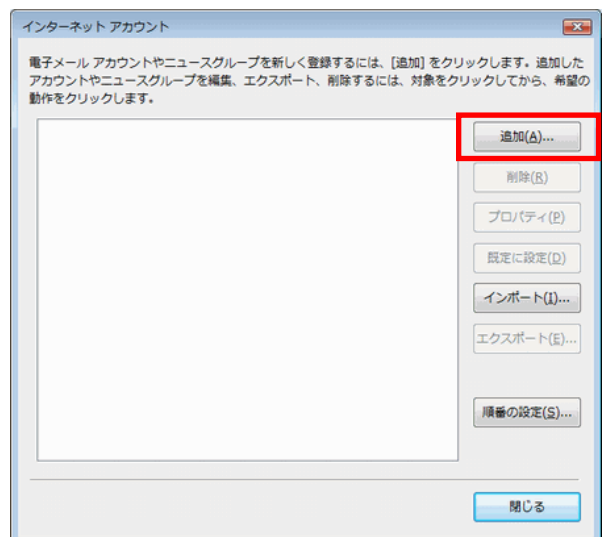 インターネット アカウント
電子メール アカウントやニュースグループを新しく登録するには、[追加] をクリックします。追加した
アカウントやニュースグループを編集、エクスポート、削除するには、対象をクリックしてから、希望の
動作をクリックします。
追加(A)...
削除(R)
プロパティ(P)
既定に設定(D)
インポート(I)...
エクスポート(E)...
順番の設定(S)...
閉じる